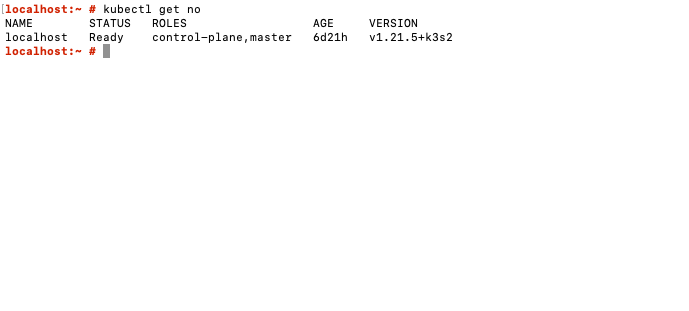 [localhost:~ # kubectl get no
NAME STATUS ROLES AGE VERSION
localhost Ready control-plane,master 6d21h v1.21.5+k3s2
localhost:~ #